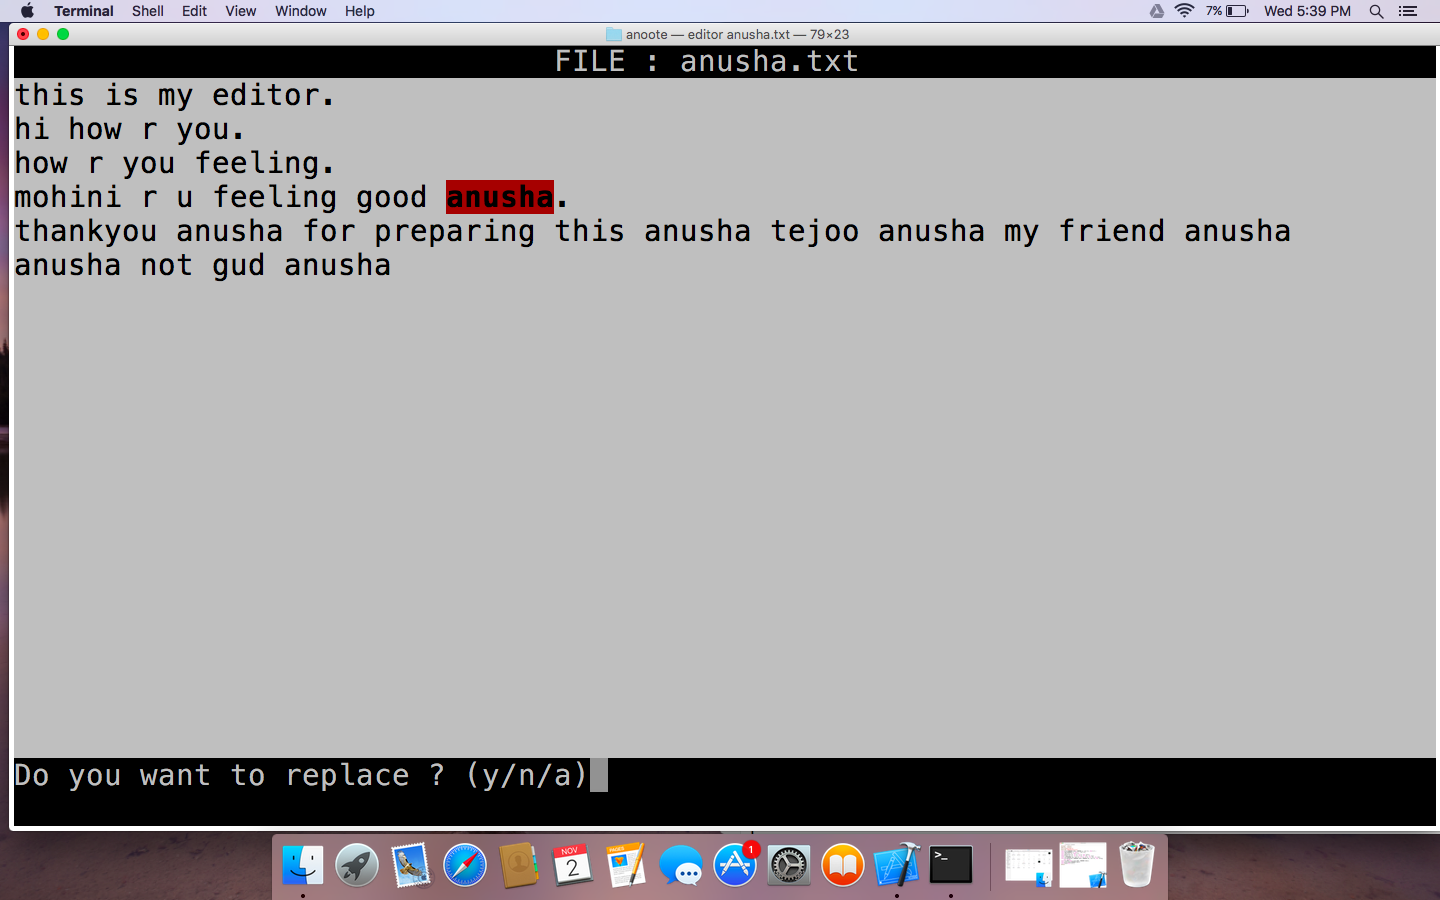 Terminal Shell Edit View Window Help 7% Wed 5:39 PM
anoote — editor anusha.txt — 79×23
FILE : anusha.txt
this is my editor.
hi how r you.
how r you feeling.
mohini r u feeling good anusha.
thankyou anusha for preparing this anusha tejoo anusha my friend anusha
anusha not gud anusha
Do you want to replace ? (y/n/a)
NOV
2
PAGES
1
>_